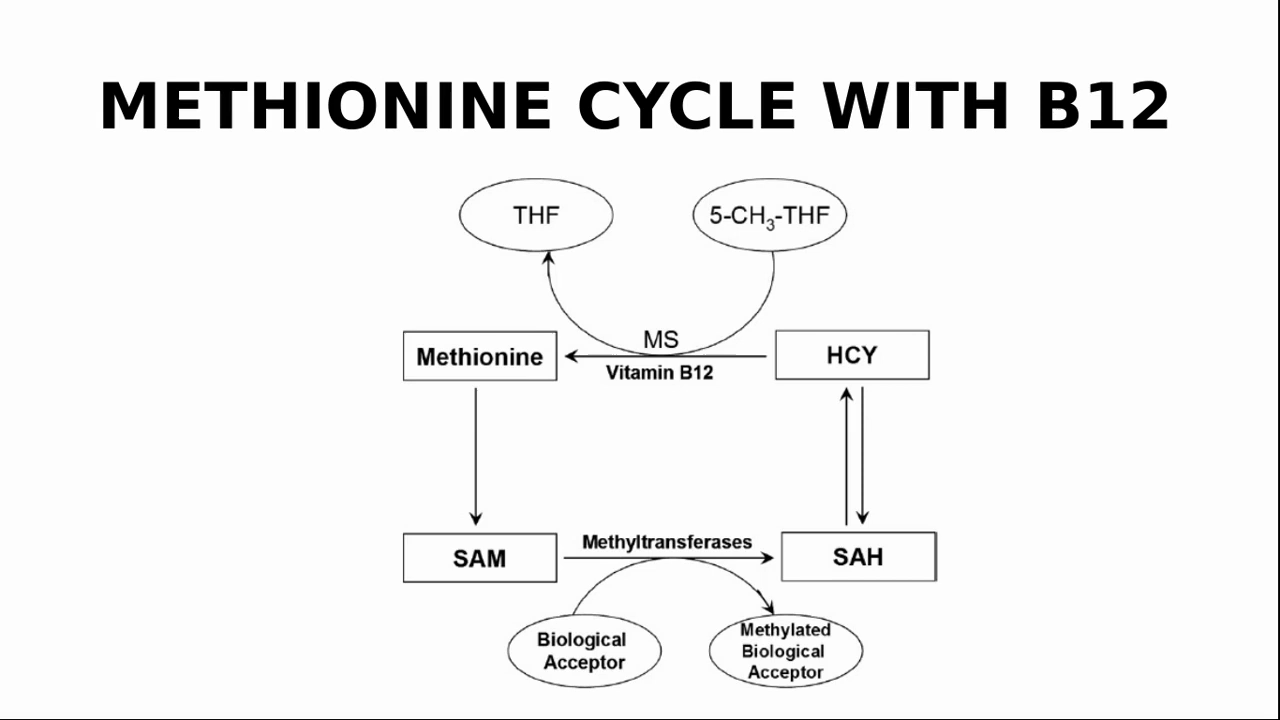 METHIONINE CYCLE WITH B12
THF
5-CH₃-THF
MS
Methionine
HCY
Vitamin B12
Methyltransferases
SAM
SAH
Biological
Acceptor
Methylated
Biological
Acceptor